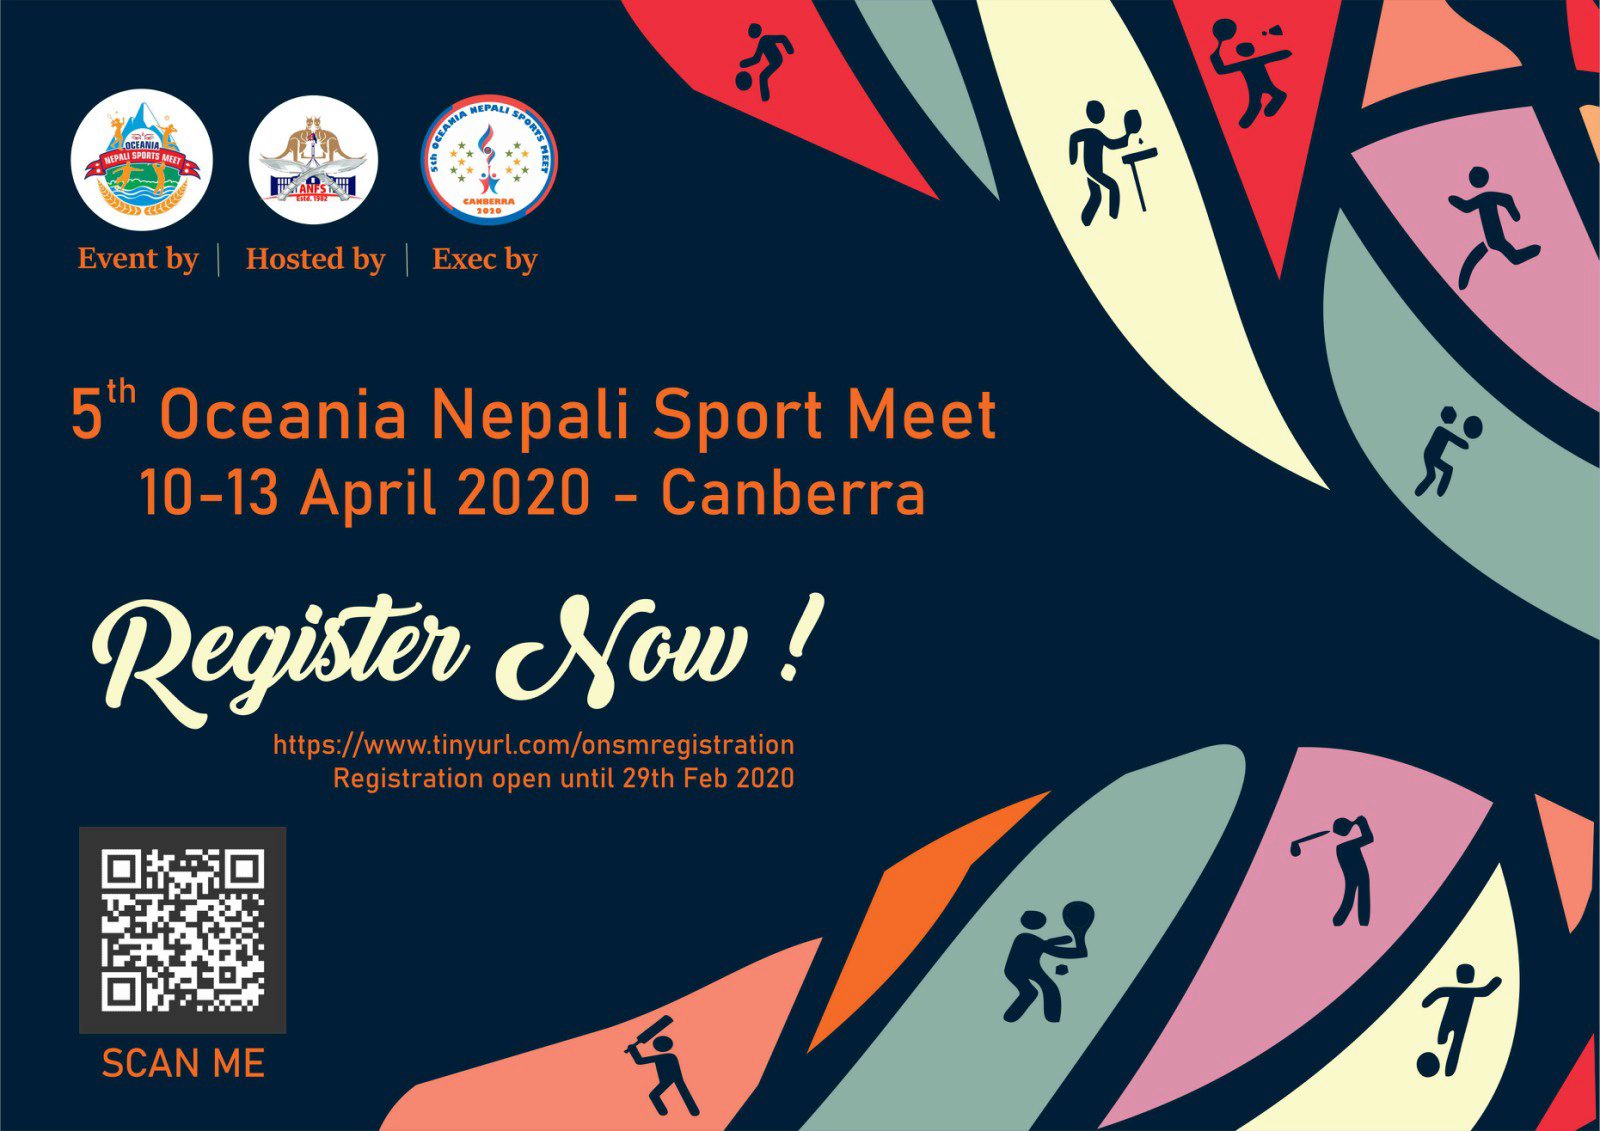 OCEANIA
NEPALI SPORTS MEET
ANFS
Estd. 1982
5th OCEANIA NEPALI SPORTS MEET
CANBERRA
2020
Event by
Hosted by
Exec by
5th Oceania Nepali Sport Meet
10-13 April 2020 - Canberra
Register Now !
https://www.tinyurl.com/onsmregistration
Registration open until 29th Feb 2020
SCAN ME